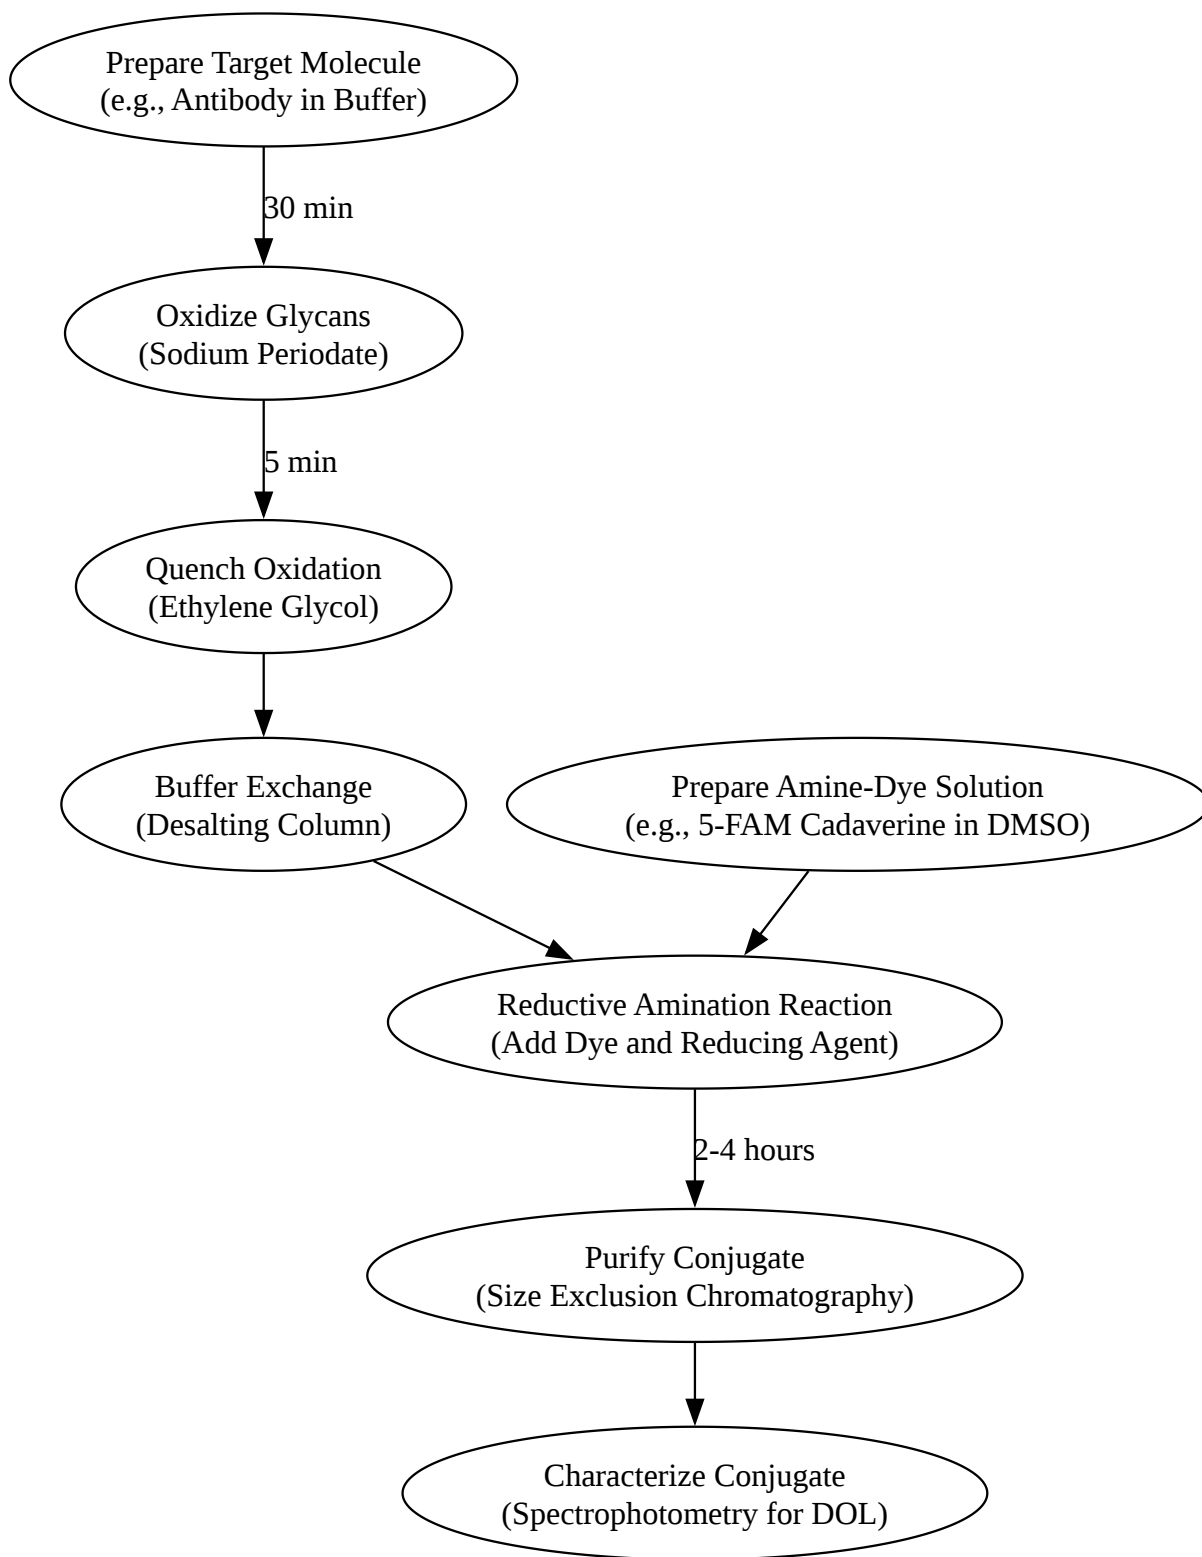 Prepare Target Molecule
(e.g., Antibody in Buffer)
30 min
Oxidize Glycans
(Sodium Periodate)
5 min
Quench Oxidation
(Ethylene Glycol)
Buffer Exchange
(Desalting Column)
Prepare Amine-Dye Solution
(e.g., 5-FAM Cadaverine in DMSO)
Reductive Amination Reaction
(Add Dye and Reducing Agent)
2-4 hours
Purify Conjugate
(Size Exclusion Chromatography)
Characterize Conjugate
(Spectrophotometry for DOL)